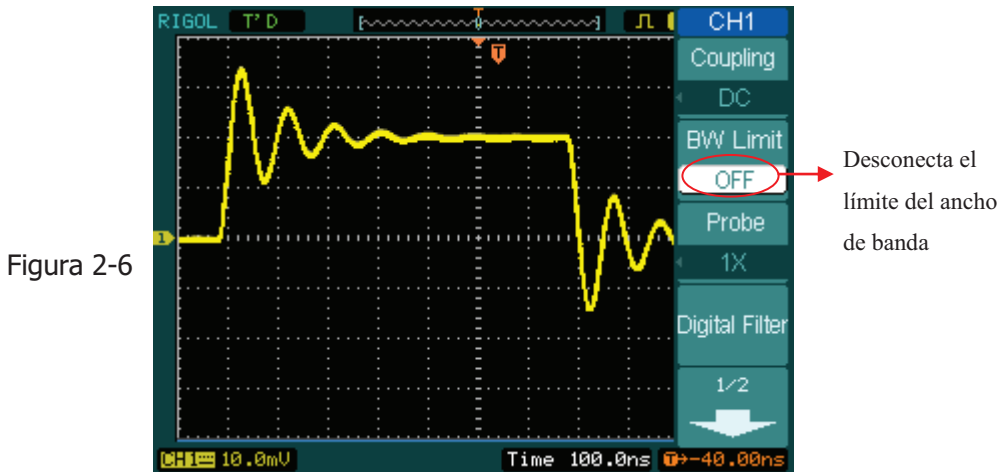 RIGOL T'D T CH1
T
Coupling
DC
BW Limit
OFF
Probe
1X
Digital Filter
1/2
1
CH1 10.0mV Time 100.0ns T→-40.00ns
Figura 2-6
Desconecta el
límite del ancho
de banda